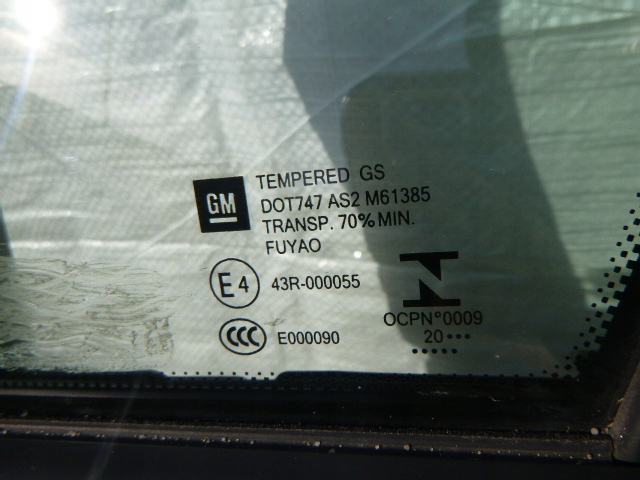 GM
TEMPERED GS
DOT747 AS2 M61385
TRANSP. 70% MIN.
FUYAO
E4 43R-000055
CCC E000090
N
OCPN°0009
20